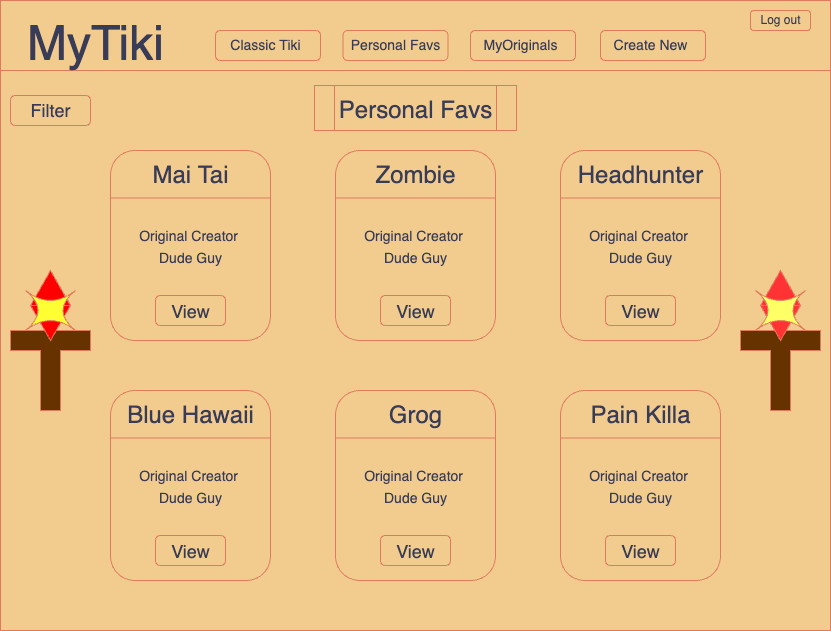 Log out
MyTiki
Classic Tiki
Personal Favs
MyOriginals
Create New
Filter
Personal Favs
Mai Tai
Original Creator
Dude Guy
View
Zombie
Original Creator
Dude Guy
View
Headhunter
Original Creator
Dude Guy
View
Blue Hawaii
Original Creator
Dude Guy
View
Grog
Original Creator
Dude Guy
View
Pain Killa
Original Creator
Dude Guy
View